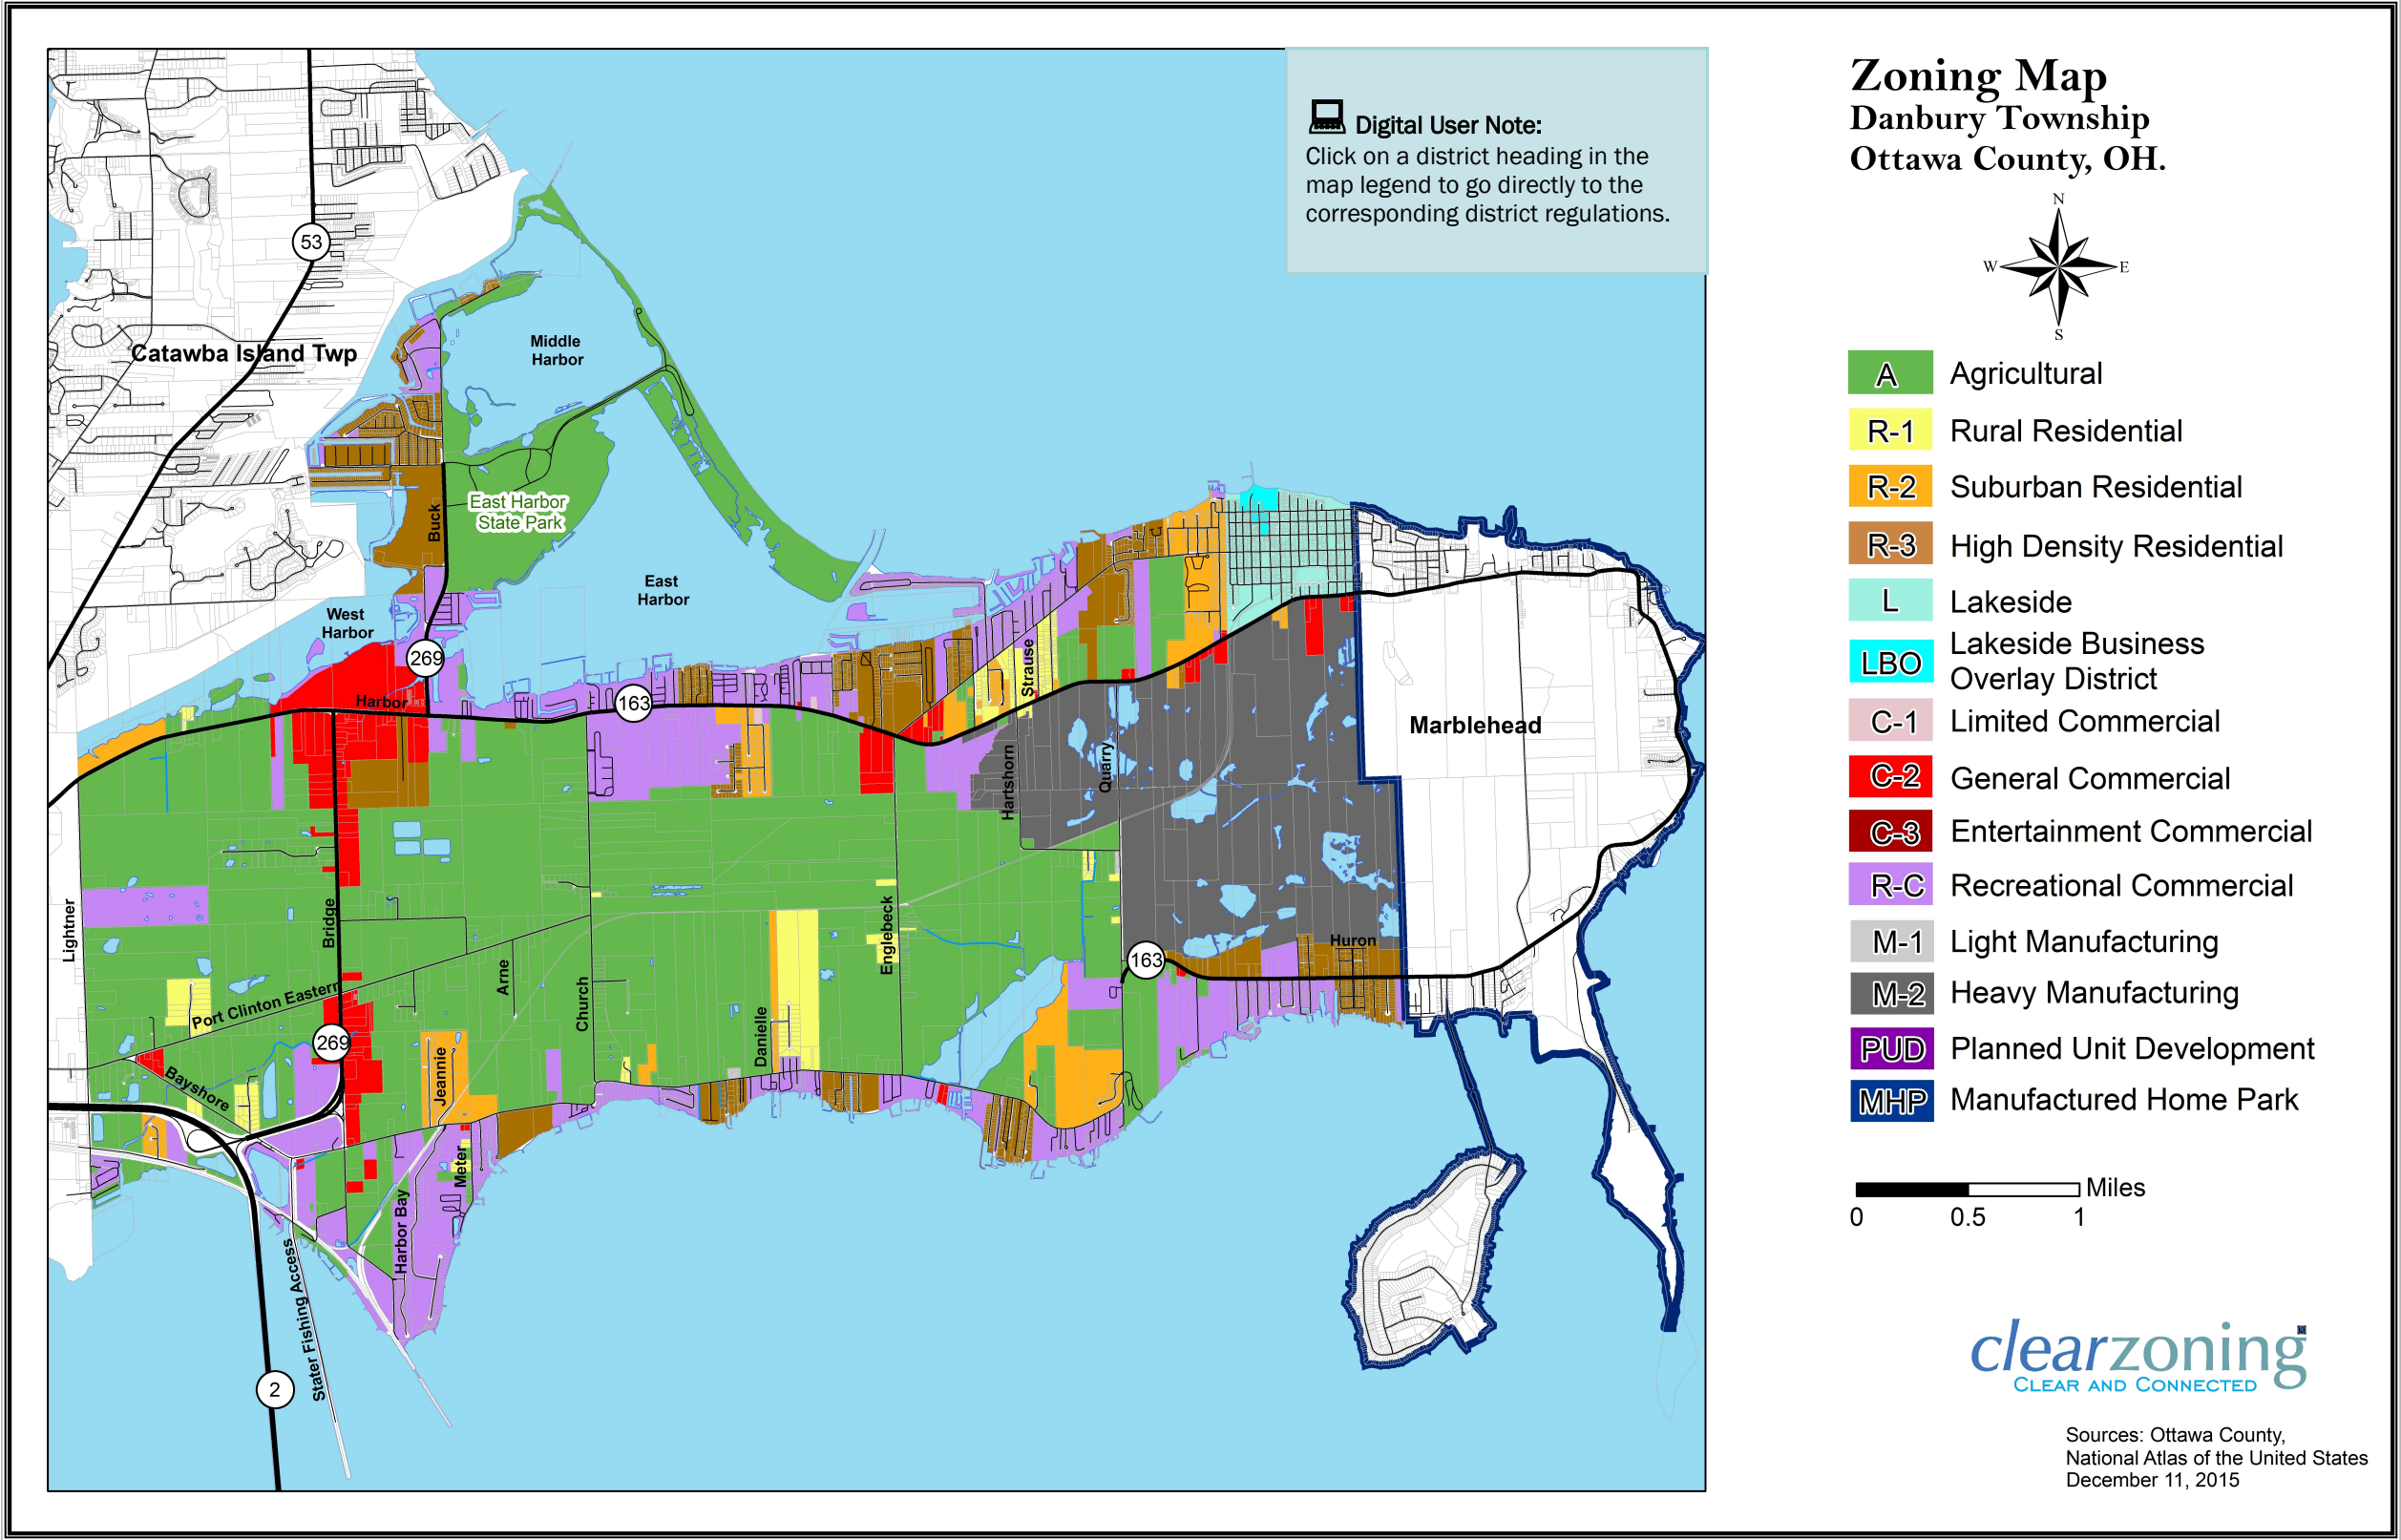 Zoning Map
Danbury Township
Ottawa County, OH.
Digital User Note:
Click on a district heading in the
map legend to go directly to the
corresponding district regulations.
N
W
E
S
53
Catawba Island Twp
Middle
Harbor
East Harbor
State Park
Buck
East
Harbor
West
Harbor
269
Harbor
163
Strause
Marblehead
Hartshorn
Quarry
Lightner
Bridge
Englebeck
Huron
163
Port Clinton Eastern
Arne
Church
Danielle
269
Bayshore
Jeannie
Meter
Harbor Bay
State Fishing Access
2
A Agricultural
R-1 Rural Residential
R-2 Suburban Residential
R-3 High Density Residential
L Lakeside
LBO Lakeside Business
Overlay District
C-1 Limited Commercial
C-2 General Commercial
C-3 Entertainment Commercial
R-C Recreational Commercial
M-1 Light Manufacturing
M-2 Heavy Manufacturing
PUD Planned Unit Development
MHP Manufactured Home Park
Miles
0 0.5 1
clearzoning
CLEAR AND CONNECTED
Sources: Ottawa County,
National Atlas of the United States
December 11, 2015